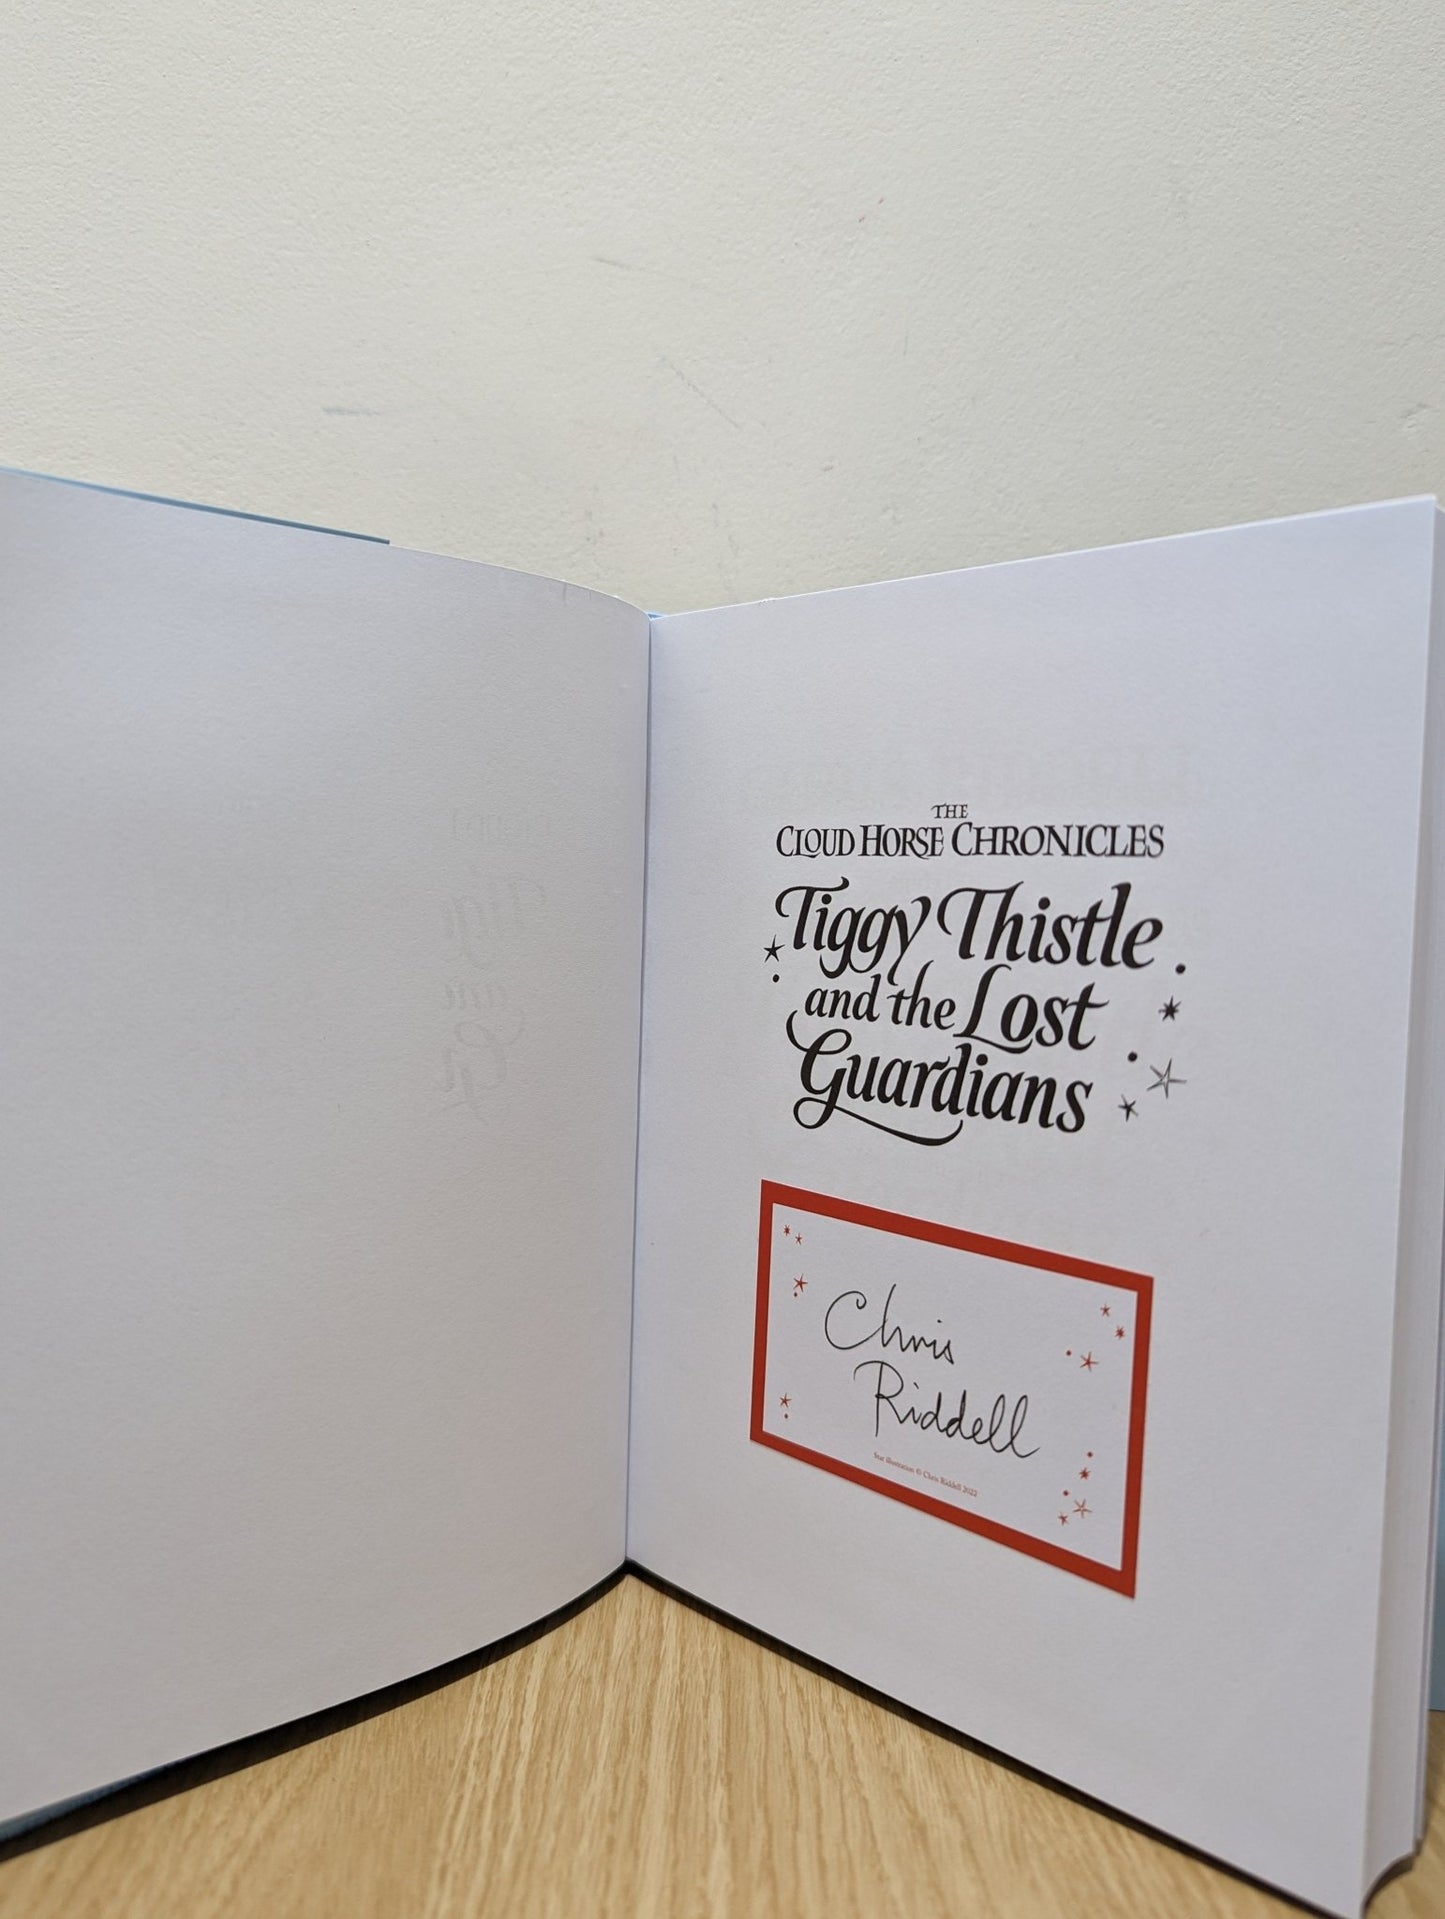 THE
CLOUD HORSE CHRONICLES
Tiggy Thistle
and the Lost
Guardians
Chris
Riddell
Star illustration © Chris Riddell 2022